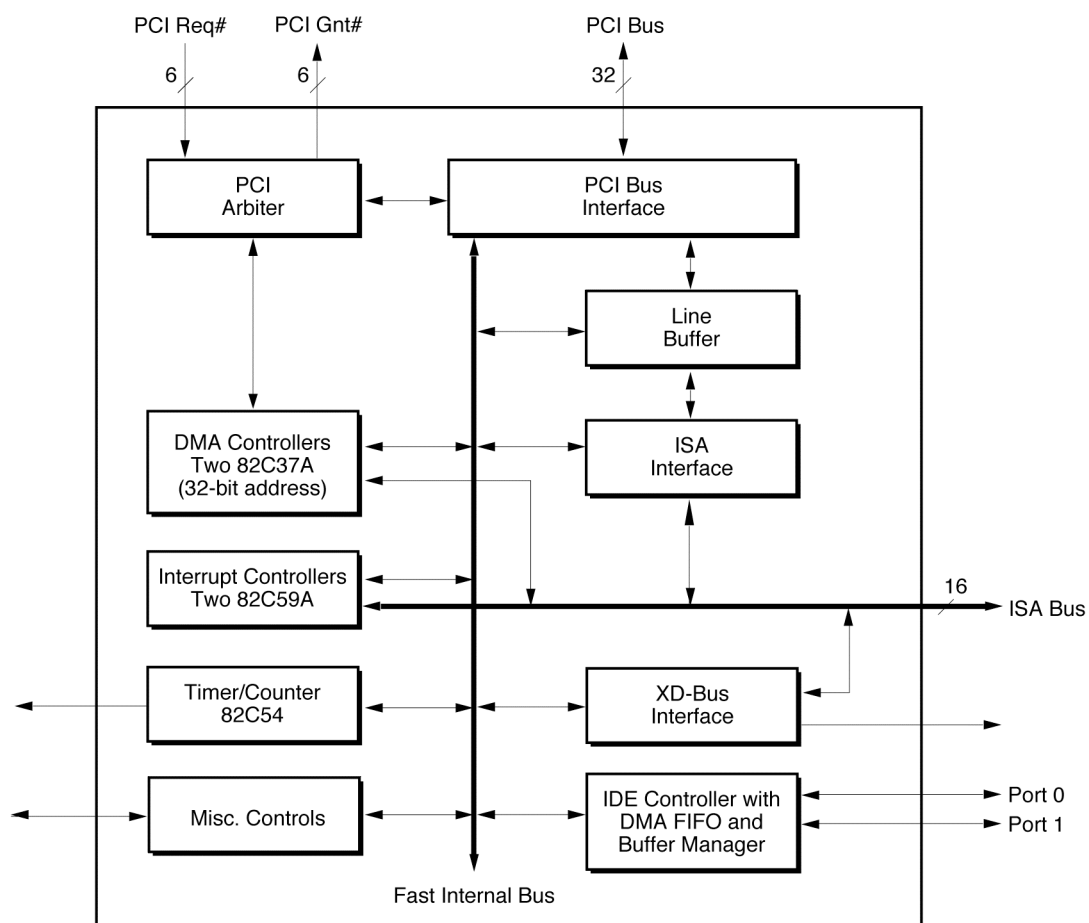 PCI Req#
PCI Gnt#
PCI Bus
6
6
32
PCI
Arbiter
PCI Bus
Interface
Line
Buffer
DMA Controllers
Two 82C37A
(32-bit address)
ISA
Interface
Interrupt Controllers
Two 82C59A
16
ISA Bus
Timer/Counter
82C54
XD-Bus
Interface
Misc. Controls
IDE Controller with
DMA FIFO and
Buffer Manager
Port 0
Port 1
Fast Internal Bus